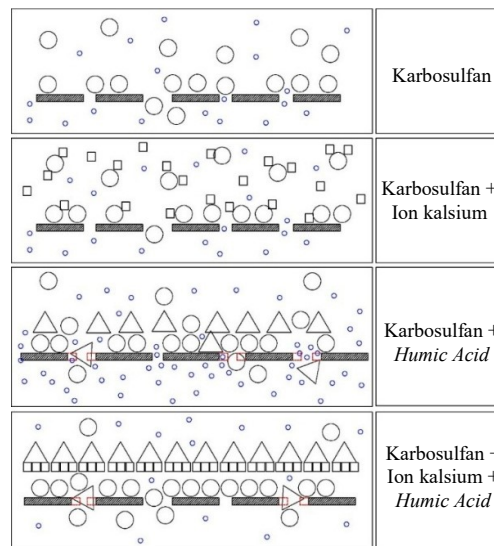 Karbosulfan
Karbosulfan +
Ion kalsium
Karbosulfan +
Humic Acid
Karbosulfan +
Ion kalsium +
Humic Acid